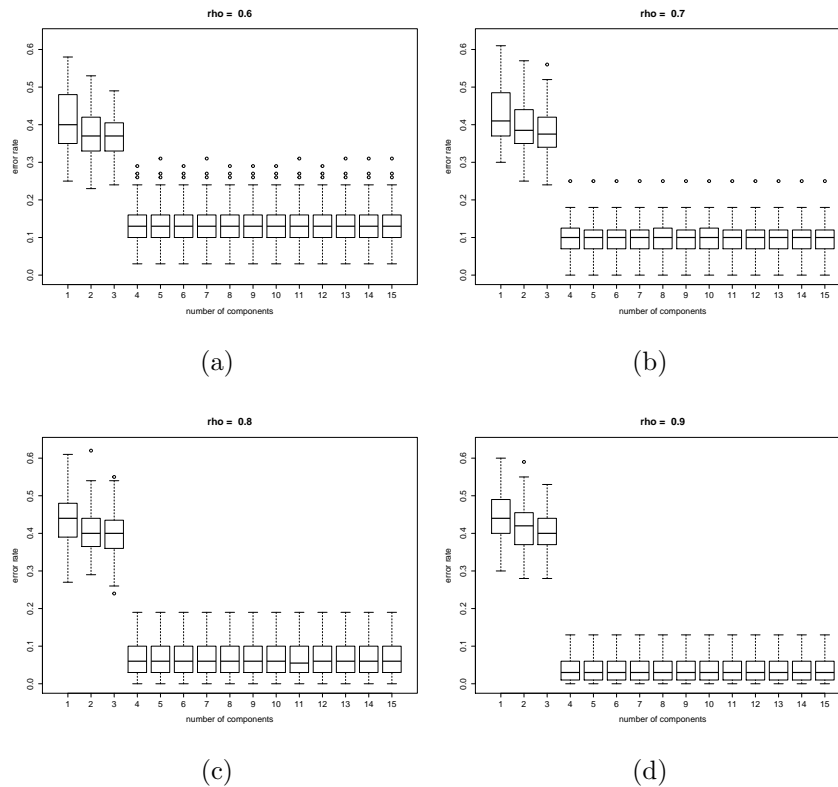 rho = 0.6
error rate
0.6
0.5
0.4
0.3
0.2
0.1
0.0
1 2 3 4 5 6 7 8 9 10 11 12 13 14 15
number of components
(a)
rho = 0.7
error rate
0.6
0.5
0.4
0.3
0.2
0.1
0.0
1 2 3 4 5 6 7 8 9 10 11 12 13 14 15
number of components
(b)
rho = 0.8
error rate
0.6
0.5
0.4
0.3
0.2
0.1
0.0
1 2 3 4 5 6 7 8 9 10 11 12 13 14 15
number of components
(c)
rho = 0.9
error rate
0.6
0.5
0.4
0.3
0.2
0.1
0.0
1 2 3 4 5 6 7 8 9 10 11 12 13 14 15
number of components
(d)